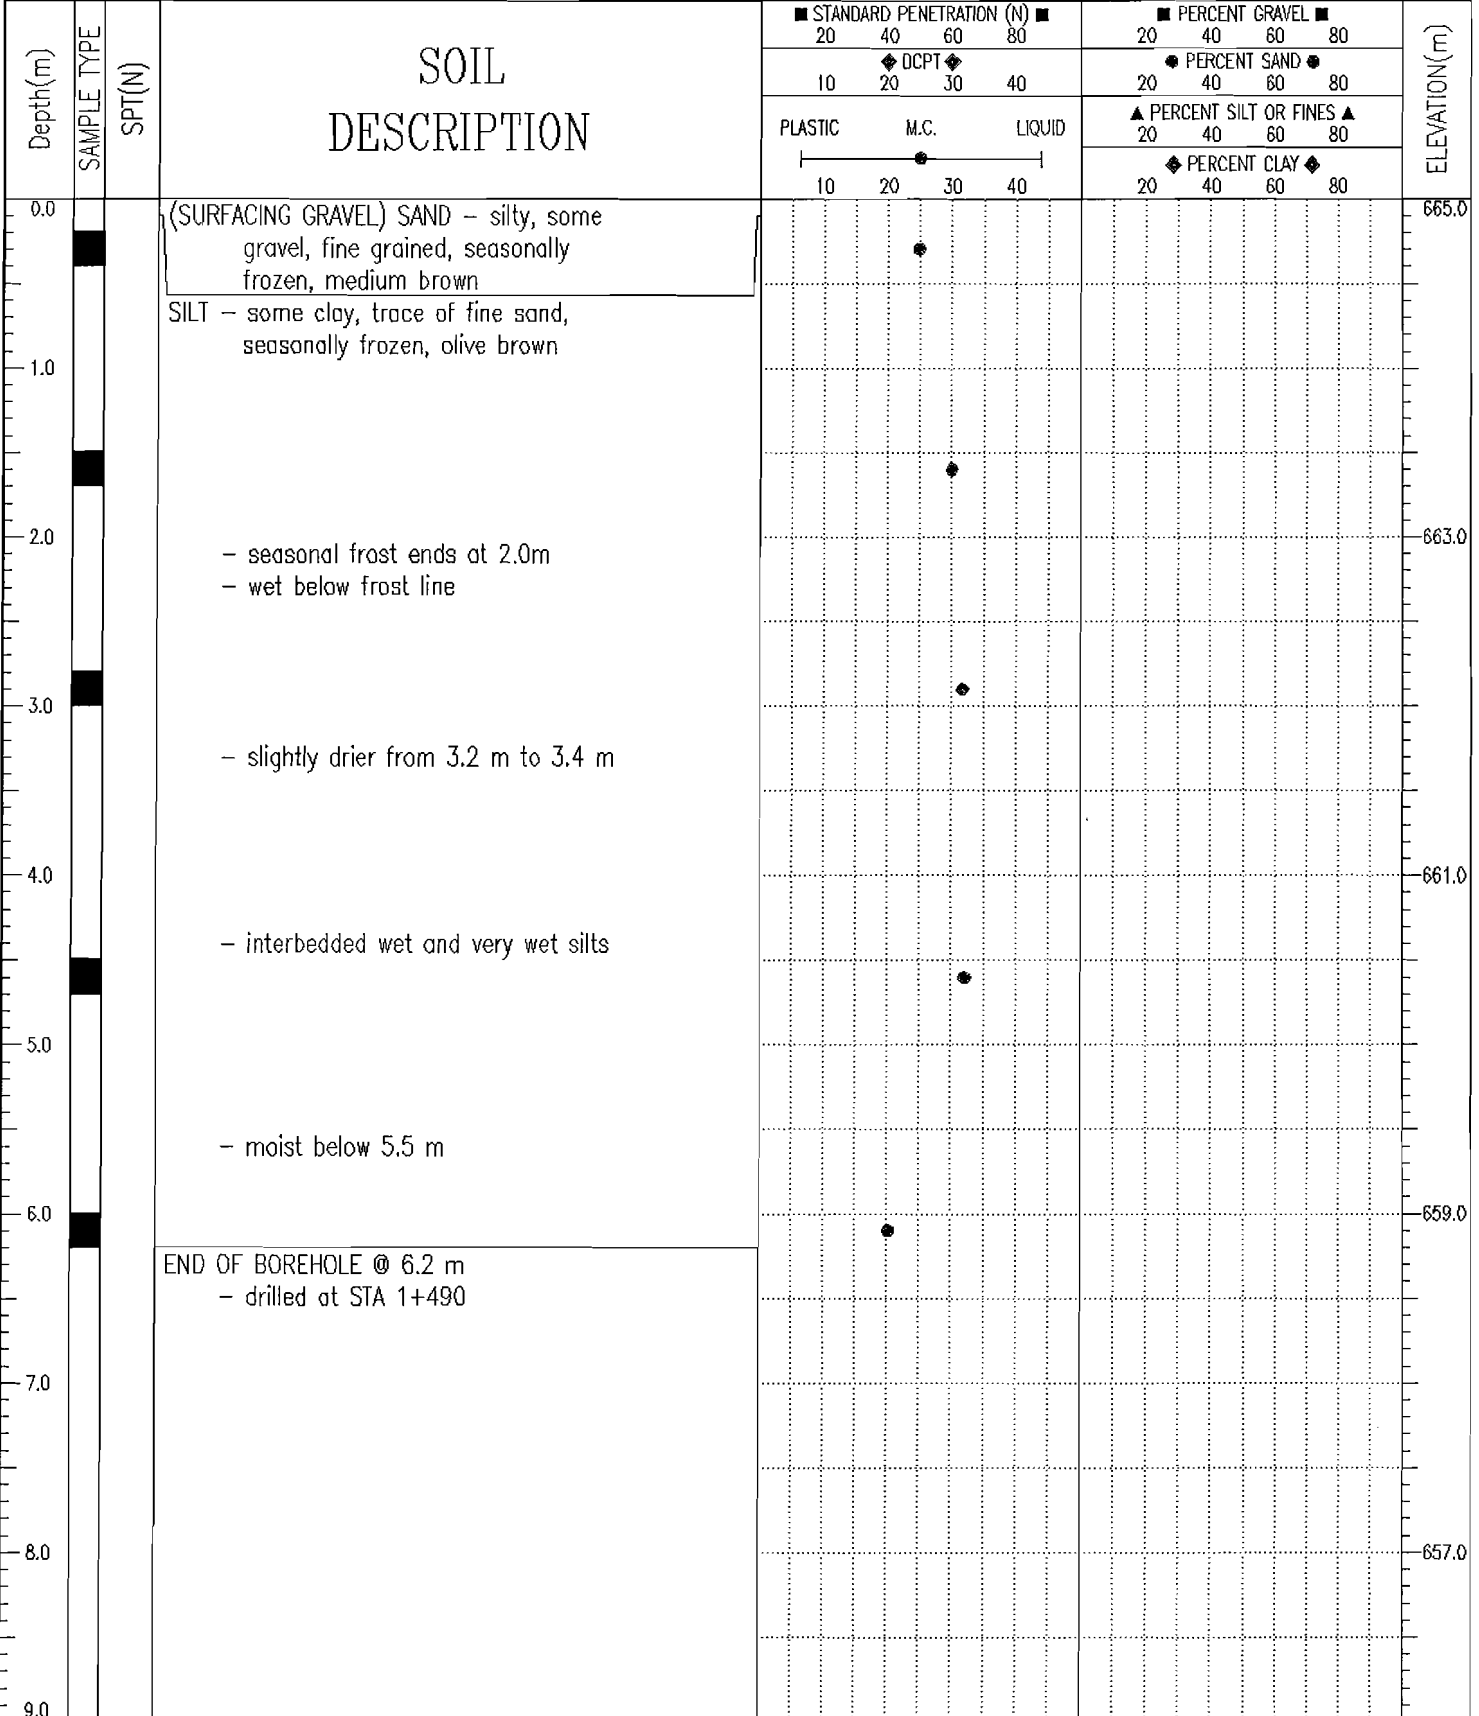 Depth(m)
SAMPLE TYPE
SPT(N)
SOIL
DESCRIPTION
■ STANDARD PENETRATION (N) ■
20 40 60 80
◆ DCPT ◆
10 20 30 40
PLASTIC M.C. LIQUID
10 20 30 40
■ PERCENT GRAVEL ■
20 40 60 80
● PERCENT SAND ●
20 40 60 80
▲ PERCENT SILT OR FINES ▲
20 40 60 80
◆ PERCENT CLAY ◆
20 40 60 80
ELEVATION(m)
0.0
(SURFACING GRAVEL) SAND – silty, some
gravel, fine grained, seasonally
frozen, medium brown
665.0
SILT – some clay, trace of fine sand,
seasonally frozen, olive brown
1.0
2.0
663.0
– seasonal frost ends at 2.0m
– wet below frost line
3.0
– slightly drier from 3.2 m to 3.4 m
4.0
661.0
– interbedded wet and very wet silts
5.0
– moist below 5.5 m
6.0
659.0
END OF BOREHOLE @ 6.2 m
– drilled at STA 1+490
7.0
8.0
657.0
9.0